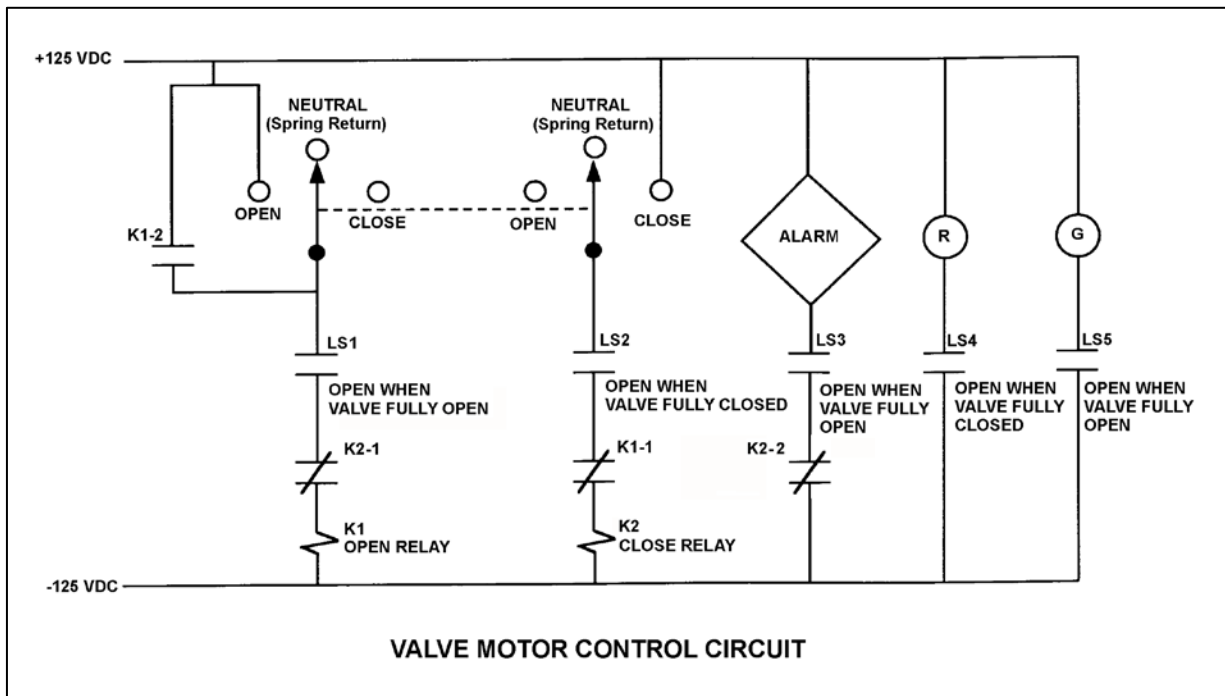 +125 VDC
NEUTRAL
(Spring Return)
NEUTRAL
(Spring Return)
OPEN
CLOSE
OPEN
CLOSE
K1-2
ALARM
R
G
LS1
OPEN WHEN
VALVE FULLY OPEN
LS2
OPEN WHEN
VALVE FULLY CLOSED
LS3
OPEN WHEN
VALVE FULLY
OPEN
LS4
OPEN WHEN
VALVE FULLY
CLOSED
LS5
OPEN WHEN
VALVE FULLY
OPEN
K2-1
K1-1
K2-2
K1
OPEN RELAY
K2
CLOSE RELAY
-125 VDC
VALVE MOTOR CONTROL CIRCUIT